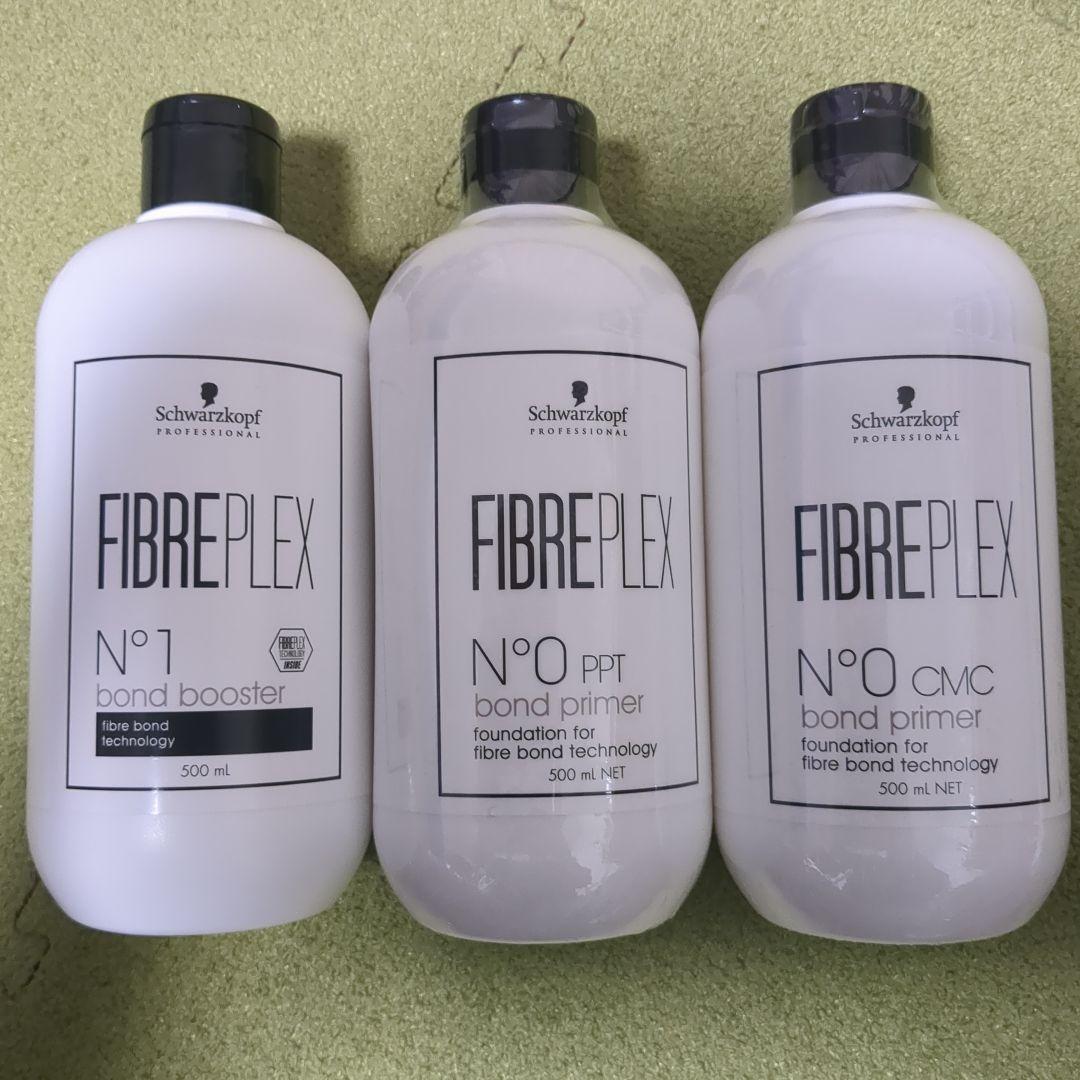 Schwarzkopf
PROFESSIONAL
FIBREPLEX
N°1
FIBREPLEX
TECHNOLOGY
INSIDE
bond booster
fibre bond
technology
500 mL
Schwarzkopf
PROFESSIONAL
FIBREPLEX
N°0 PPT
bond primer
foundation for
fibre bond technology
500 mL NET
Schwarzkopf
PROFESSIONAL
FIBREPLEX
N°0 CMC
bond primer
foundation for
fibre bond technology
500 mL NET